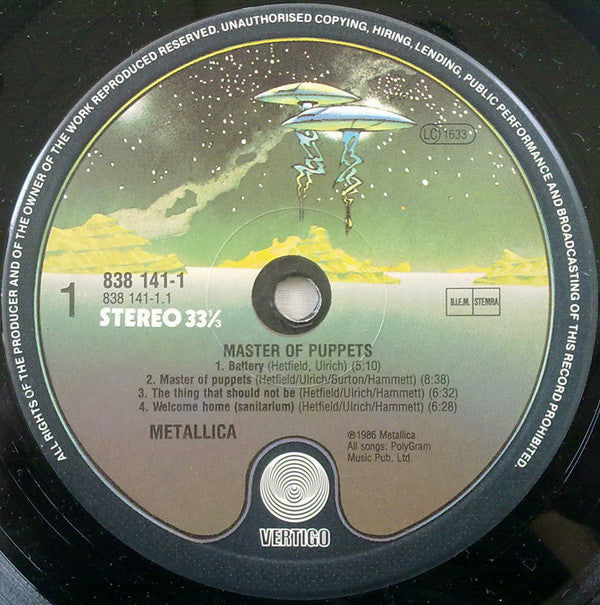 ALL RIGHTS OF THE PRODUCER AND OF THE OWNER OF THE WORK REPRODUCED RESERVED. UNAUTHORISED COPYING, HIRING, LENDING, PUBLIC PERFORMANCE AND BROADCASTING OF THIS RECORD PROHIBITED.
LC 1633
1
838 141-1
838 141-1.1
STEREO 33⅓
B.I.E.M. STEMRA
MASTER OF PUPPETS
1. Battery (Hetfield, Ulrich) (5:10)
2. Master of puppets (Hetfield/Ulrich/Burton/Hammett) (8:38)
3. The thing that should not be (Hetfield/Ulrich/Hammett) (6:32)
4. Welcome home (sanitarium) (Hetfield/Ulrich/Hammett) (6:28)
METALLICA
℗1986 Metallica
All songs: PolyGram
Music Pub. Ltd.
VERTIGO